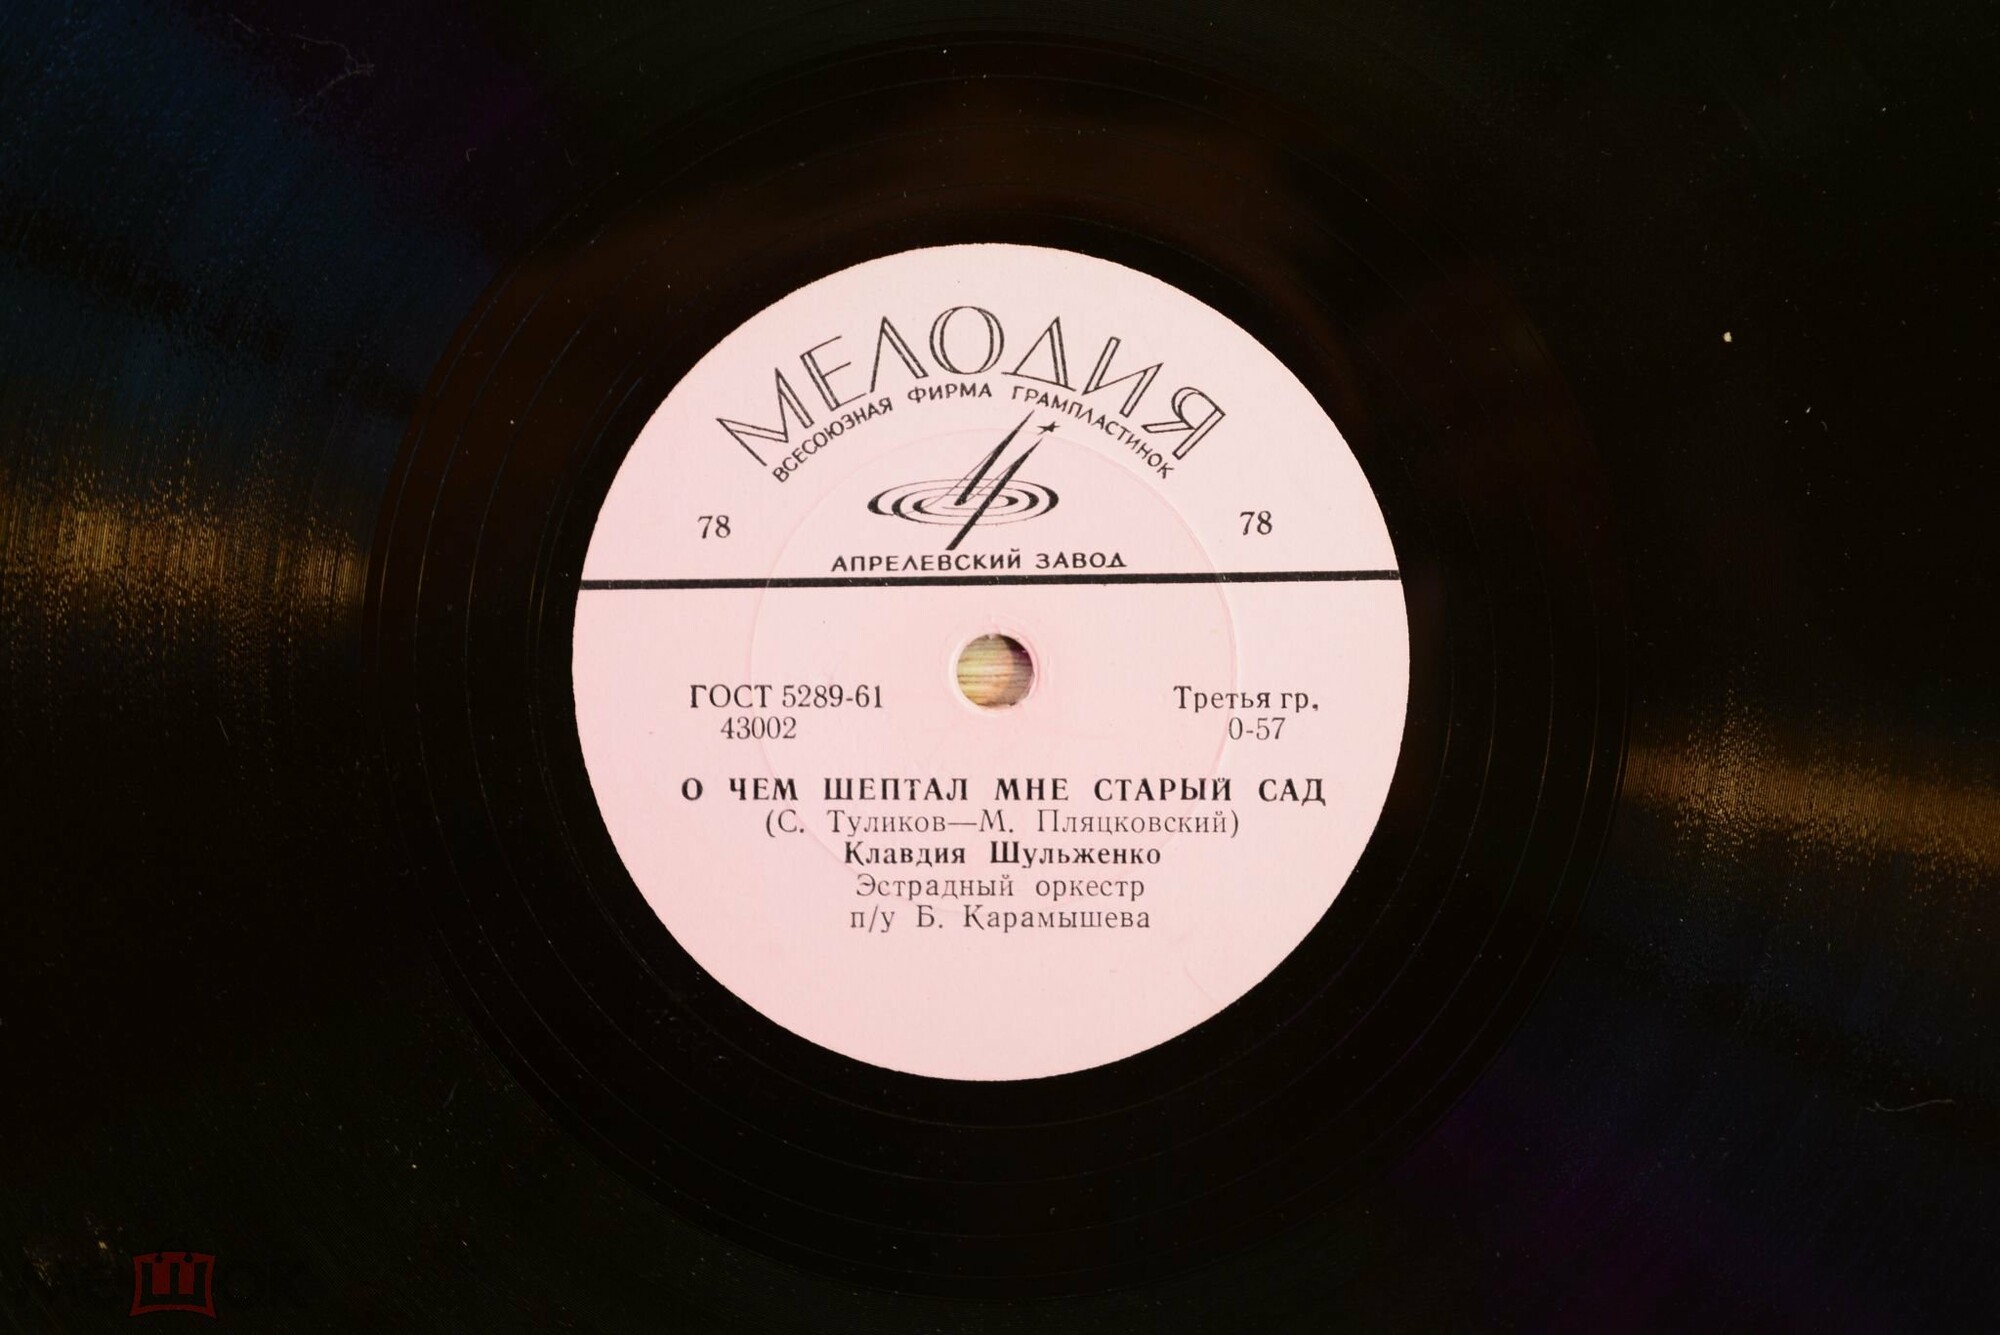 МЕЛОДИЯ
ВСЕСОЮЗНАЯ ФИРМА ГРАМПЛАСТИНОК
78 78
АПРЕЛЕВСКИЙ ЗАВОД
ГОСТ 5289-61 Третья гр.
43002 0-57
О ЧЕМ ШЕПТАЛ МНЕ СТАРЫЙ САД
(С. Туликов—М. Пляцковский)
Клавдия Шульженко
Эстрадный оркестр
п/у Б. Карамышева